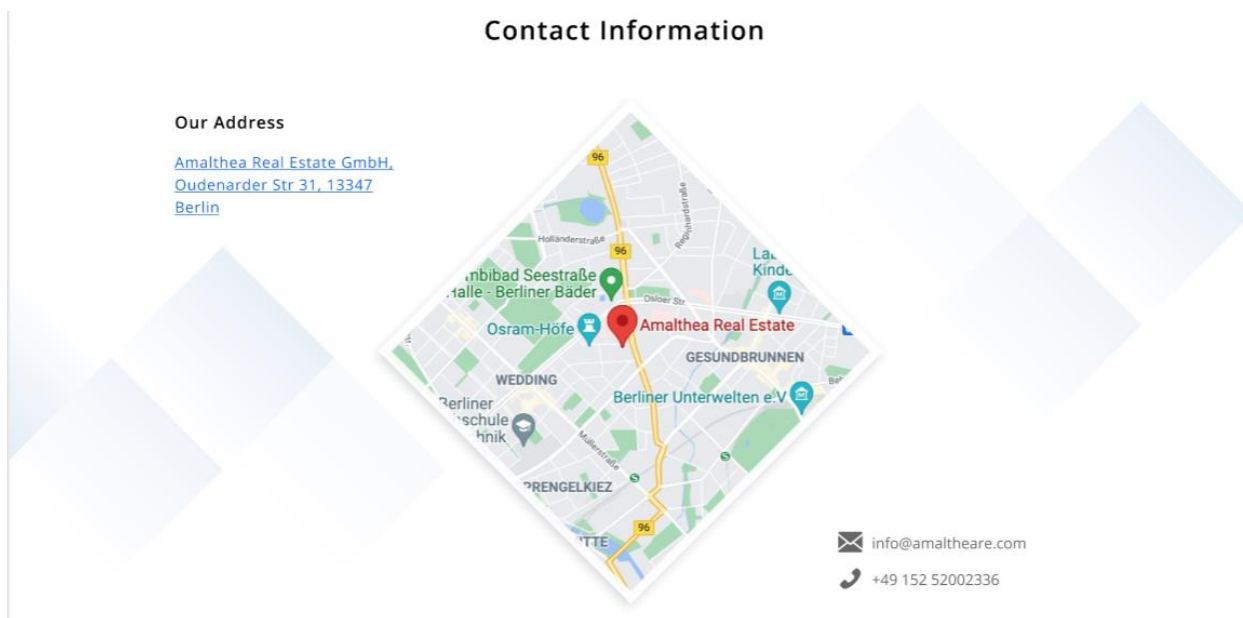 Contact Information
Our Address
Amalthea Real Estate GmbH,
Oudenarder Str 31, 13347
Berlin
96
Holländerstraße
Reginhardstraße
96
mbibad Seestraße
Halle - Berliner Bäder
Osloer Str.
Osram-Höfe
Amalthea Real Estate
GESUNDBRUNNEN
WEDDING
Berliner Unterwelten e.V
Berliner
Müllerstraße
S
S
96
info@amaltheare.com
+49 152 52002336